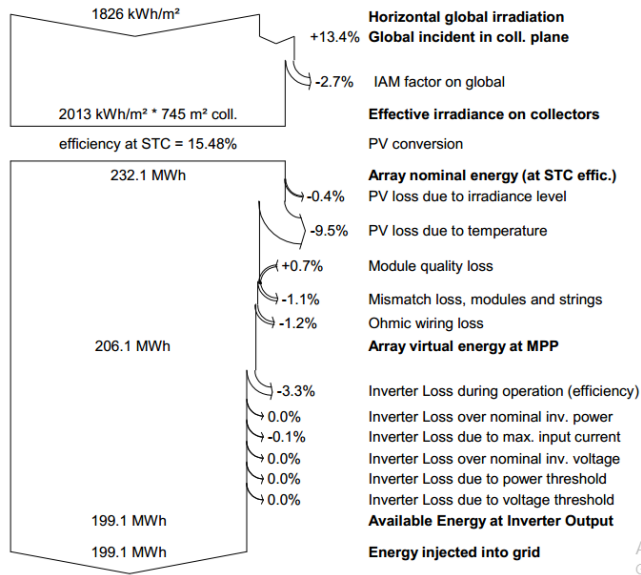 1826 kWh/m² Horizontal global irradiation
+13.4% Global incident in coll. plane
-2.7% IAM factor on global
2013 kWh/m² * 745 m² coll. Effective irradiance on collectors
efficiency at STC = 15.48% PV conversion
232.1 MWh Array nominal energy (at STC effic.)
-0.4% PV loss due to irradiance level
-9.5% PV loss due to temperature
+0.7% Module quality loss
-1.1% Mismatch loss, modules and strings
-1.2% Ohmic wiring loss
206.1 MWh Array virtual energy at MPP
-3.3% Inverter Loss during operation (efficiency)
0.0% Inverter Loss over nominal inv. power
-0.1% Inverter Loss due to max. input current
0.0% Inverter Loss over nominal inv. voltage
0.0% Inverter Loss due to power threshold
0.0% Inverter Loss due to voltage threshold
199.1 MWh Available Energy at Inverter Output
199.1 MWh Energy injected into grid